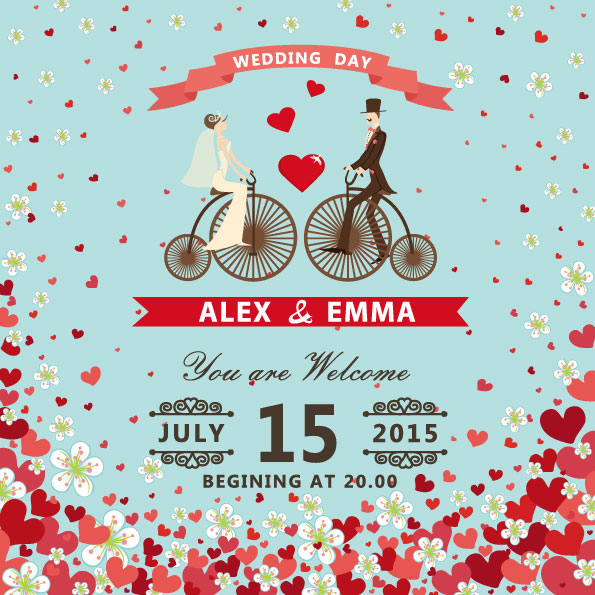 WEDDING DAY
ALEX & EMMA
You are Welcome
JULY 15 2015
BEGINING AT 20.00